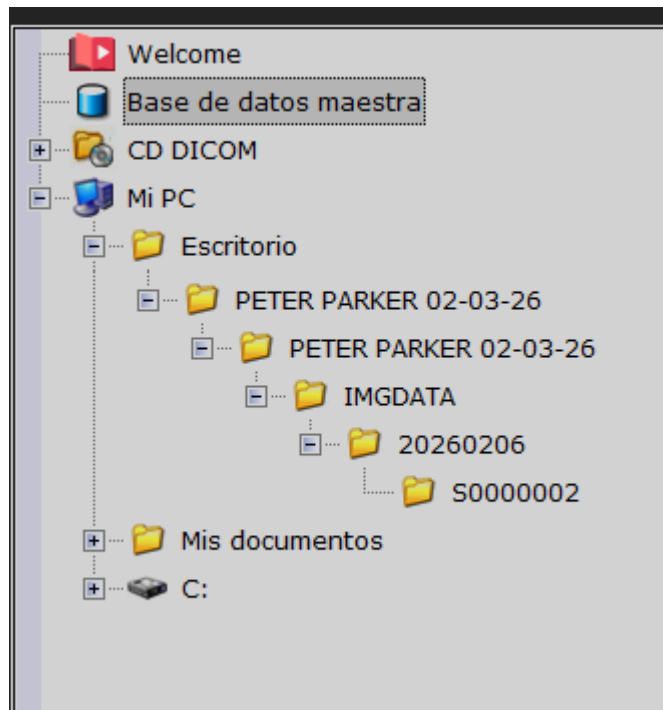 Welcome
Base de datos maestra
CD DICOM
Mi PC
Escritorio
PETER PARKER 02-03-26
PETER PARKER 02-03-26
IMGDATA
20260206
S0000002
Mis documentos
C: